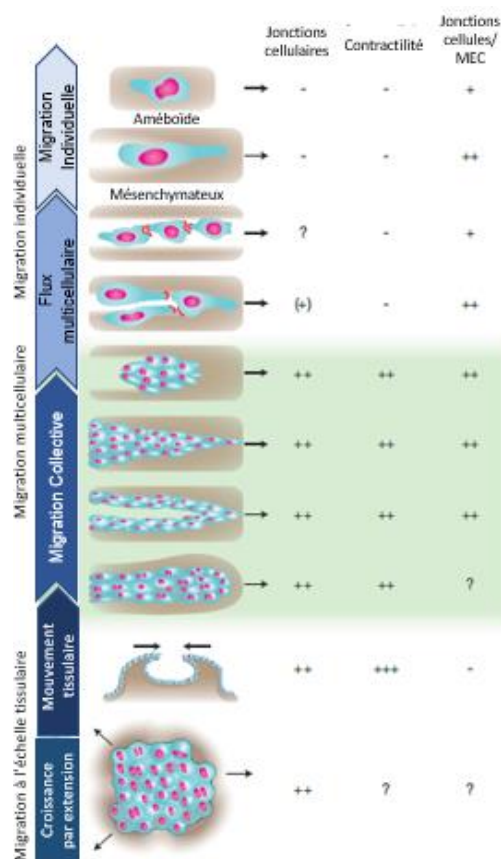 Jonctions cellulaires
Contractilité
Jonctions cellules/ MEC
Migration individuelle
Migration Individuelle
- - +
Améboïde
- - ++
Mésenchymateux
Flux multicellulaire
? - +
(+) - ++
Migration multicellulaire
Migration Collective
++ ++ ++
++ ++ ++
++ ++ ++
++ ++ ?
Migration à l'échelle tissulaire
Mouvement tissulaire
++ +++ -
Croissance par extension
++ ? ?